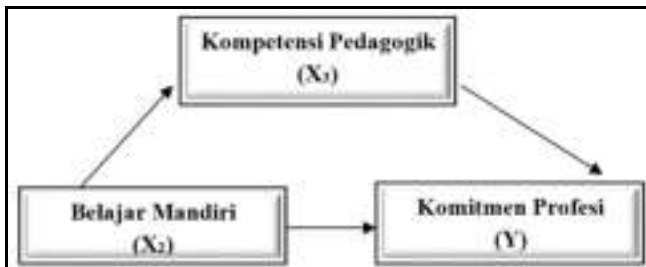 Kompetensi Pedagogik
(X₃)
Belajar Mandiri
(X₂)
Komitmen Profesi
(Y)